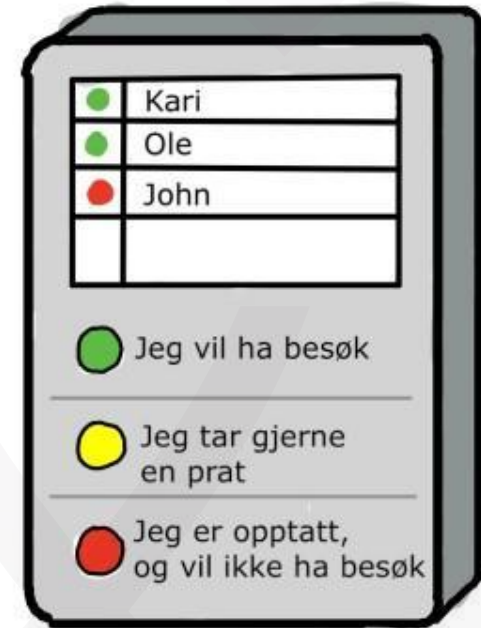 Kari
Ole
John
Jeg vil ha besøk
Jeg tar gjerne
en prat
Jeg er opptatt,
og vil ikke ha besøk